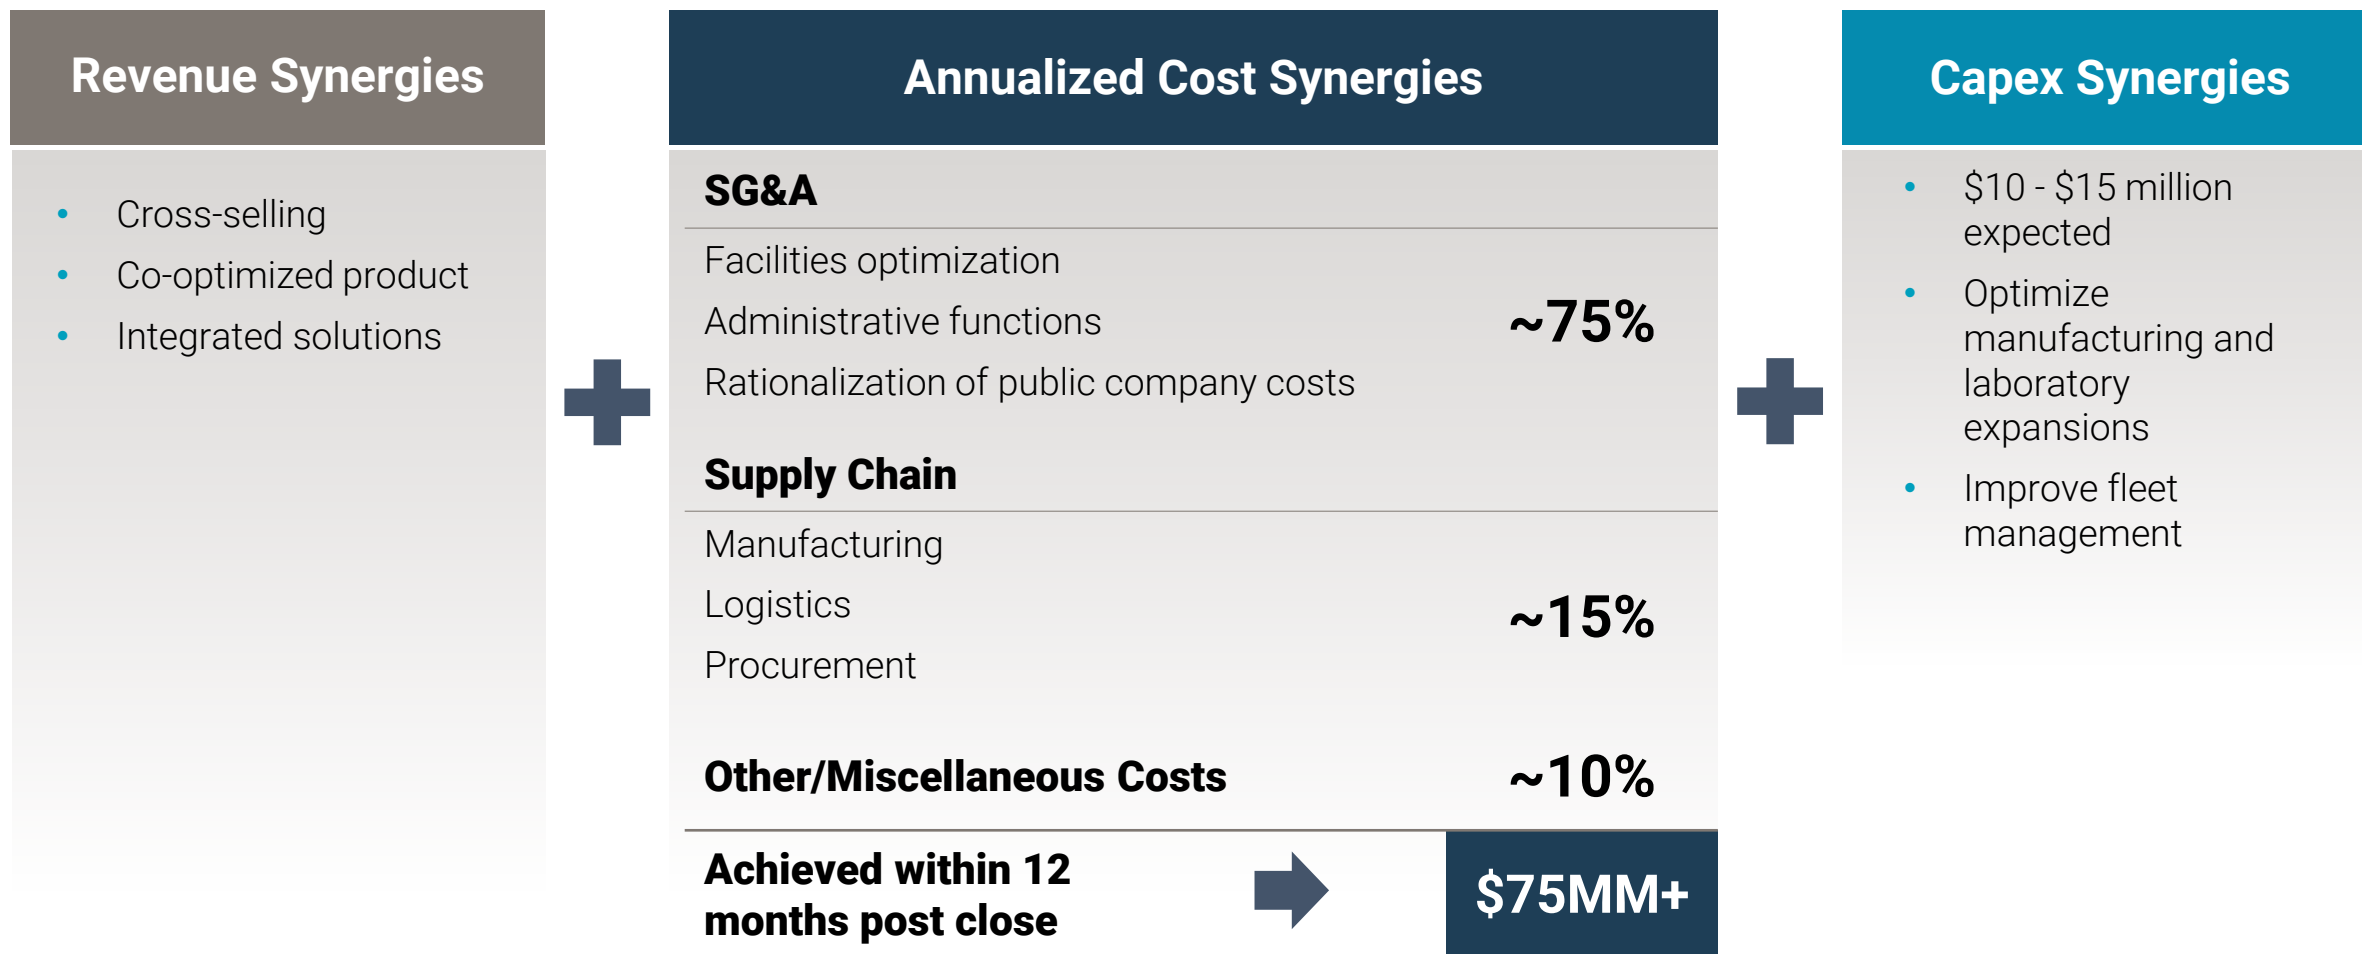 Revenue Synergies
• Cross-selling
• Co-optimized product
• Integrated solutions
Annualized Cost Synergies
SG&A
Facilities optimization
Administrative functions
Rationalization of public company costs
~75%
Supply Chain
Manufacturing
Logistics
Procurement
~15%
Other/Miscellaneous Costs ~10%
Achieved within 12
months post close
$75MM+
Capex Synergies
• $10 - $15 million
expected
• Optimize
manufacturing and
laboratory
expansions
• Improve fleet
management